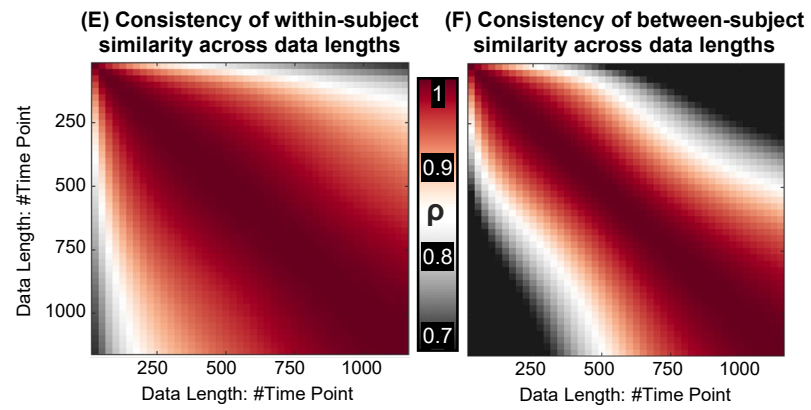 (E) Consistency of within-subject
similarity across data lengths
(F) Consistency of between-subject
similarity across data lengths
Data Length: #Time Point
250
500
750
1000
250
500
750
1000
Data Length: #Time Point
1
0.9
ρ
0.8
0.7
250
500
750
1000
Data Length: #Time Point